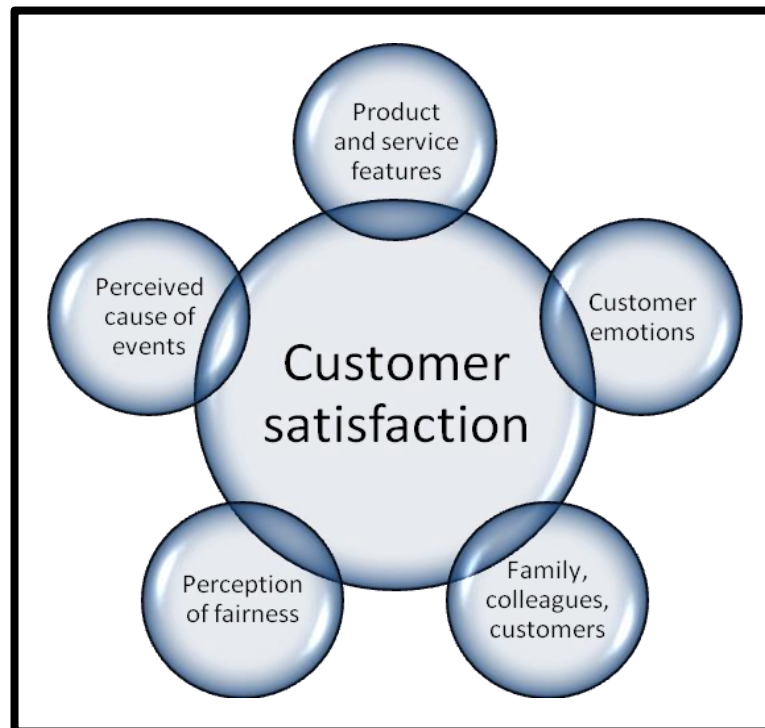 Product
and service
features
Perceived
cause of
events
Customer
emotions
Customer
satisfaction
Perception
of fairness
Family,
colleagues,
customers